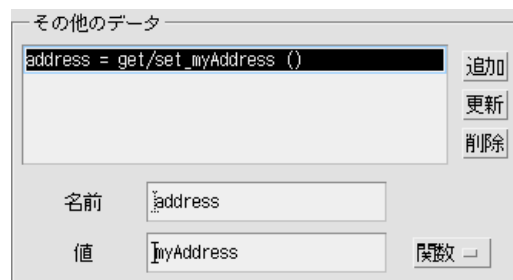 その他のデータ
address = get/set_myAddress ()
追加
更新
削除
名前 address
値 myAddress 関数